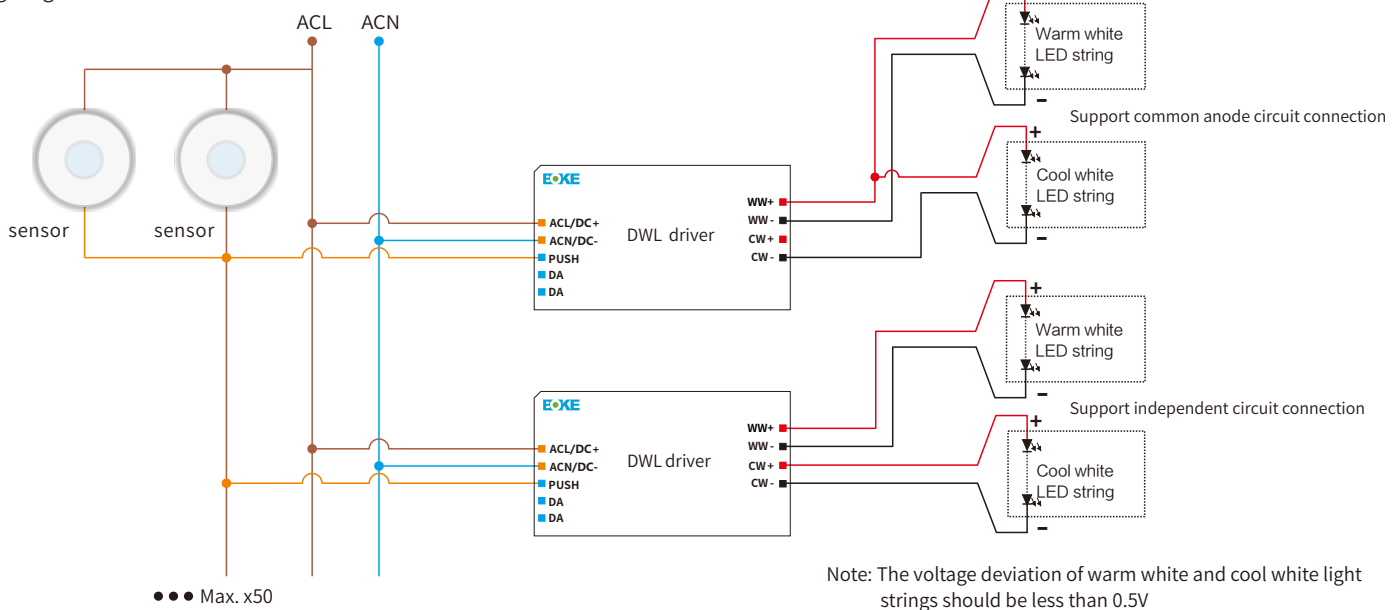 ACL ACN
Warm white
LED string
-
Support common anode circuit connection
+
Cool white
LED string
-
sensor sensor
EOKE
ACL/DC+
ACN/DC-
PUSH
DA
DA
DWL driver
WW+
WW -
CW +
CW -
+
Warm white
LED string
-
Support independent circuit connection
+
Cool white
LED string
-
EOKE
ACL/DC+
ACN/DC-
PUSH
DA
DA
DWL driver
WW+
WW -
CW +
CW -
••• Max. x50
Note: The voltage deviation of warm white and cool white light
strings should be less than 0.5V